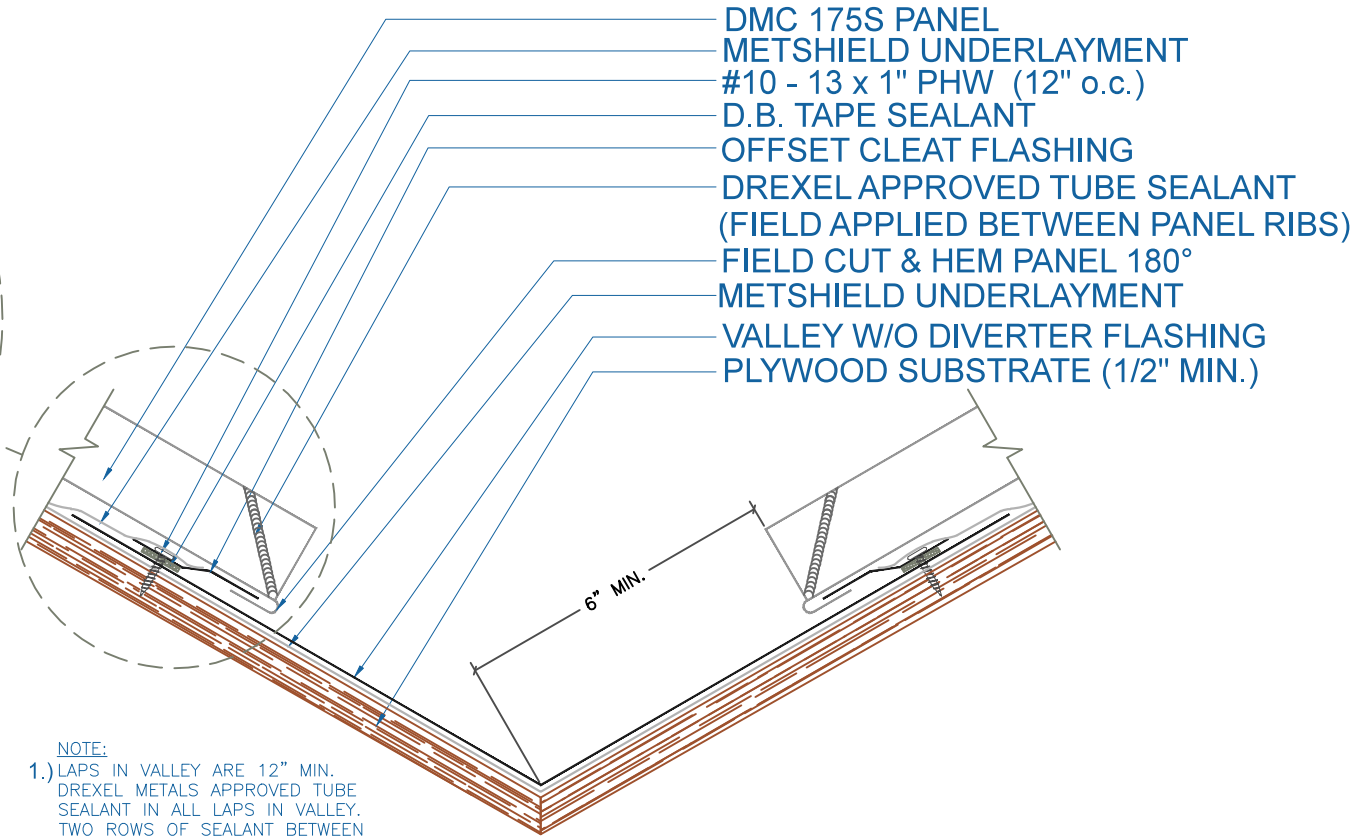 DMC 175S PANEL
METSHIELD UNDERLAYMENT
#10 - 13 x 1" PHW (12" o.c.)
D.B. TAPE SEALANT
OFFSET CLEAT FLASHING
DREXEL APPROVED TUBE SEALANT
(FIELD APPLIED BETWEEN PANEL RIBS)
FIELD CUT & HEM PANEL 180°
METSHIELD UNDERLAYMENT
VALLEY W/O DIVERTER FLASHING
PLYWOOD SUBSTRATE (1/2" MIN.)
6” MIN.
NOTE:
1.) LAPS IN VALLEY ARE 12” MIN.
DREXEL METALS APPROVED TUBE
SEALANT IN ALL LAPS IN VALLEY.
TWO ROWS OF SEALANT BETWEEN